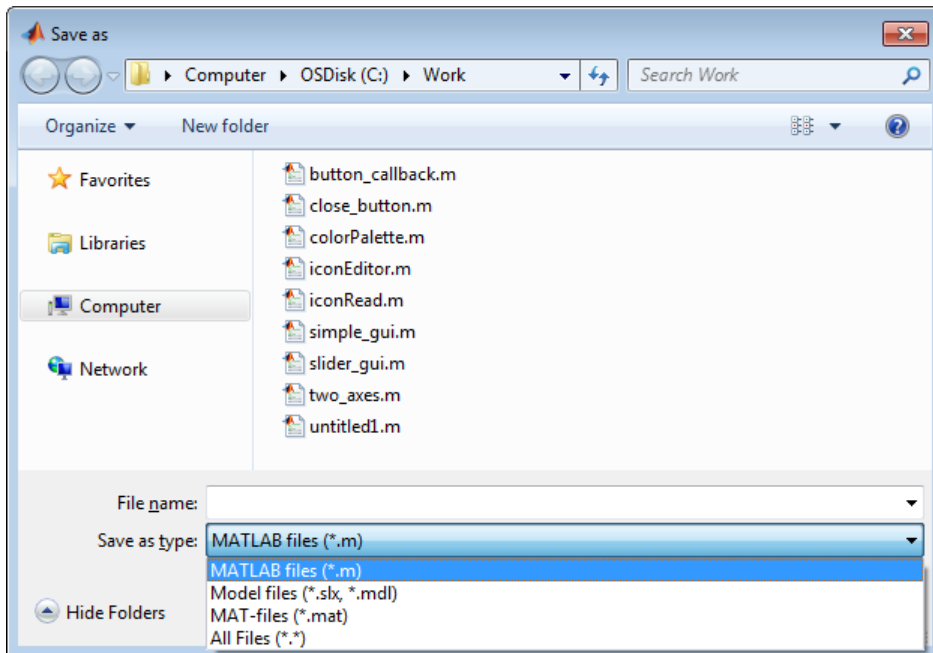 Save as
Computer OSDisk (C:) Work Search Work
Organize New folder
Favorites
Libraries
Computer
Network
button_callback.m
close_button.m
colorPalette.m
iconEditor.m
iconRead.m
simple_gui.m
slider_gui.m
two_axes.m
untitled1.m
File name:
Save as type: MATLAB files (*.m)
MATLAB files (*.m)
Model files (*.slx, *.mdl)
MAT-files (*.mat)
All Files (*.*)
Hide Folders